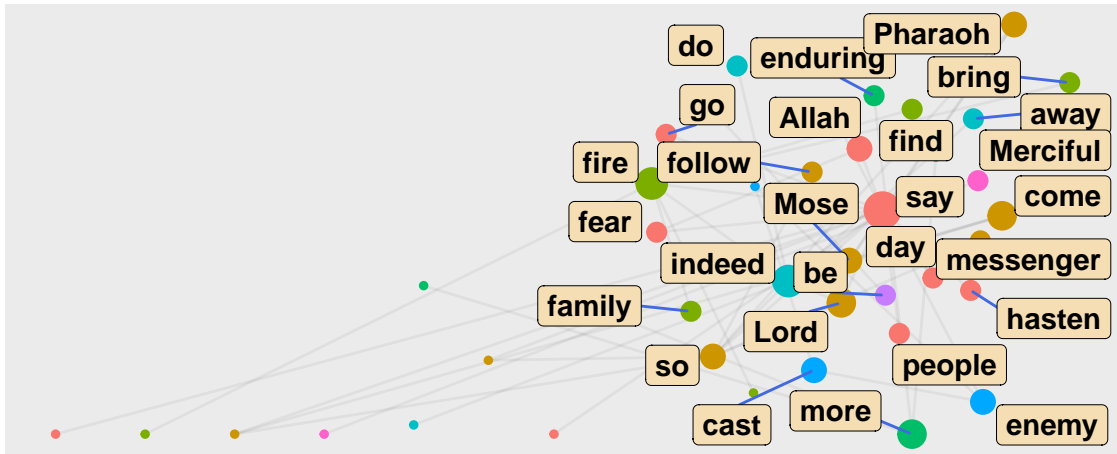 Pharaoh
do
enduring
bring
go
Allah
away
find
Merciful
fire
follow
say
come
Mose
fear
day
messenger
indeed
be
family
hasten
Lord
so
people
cast
more
enemy